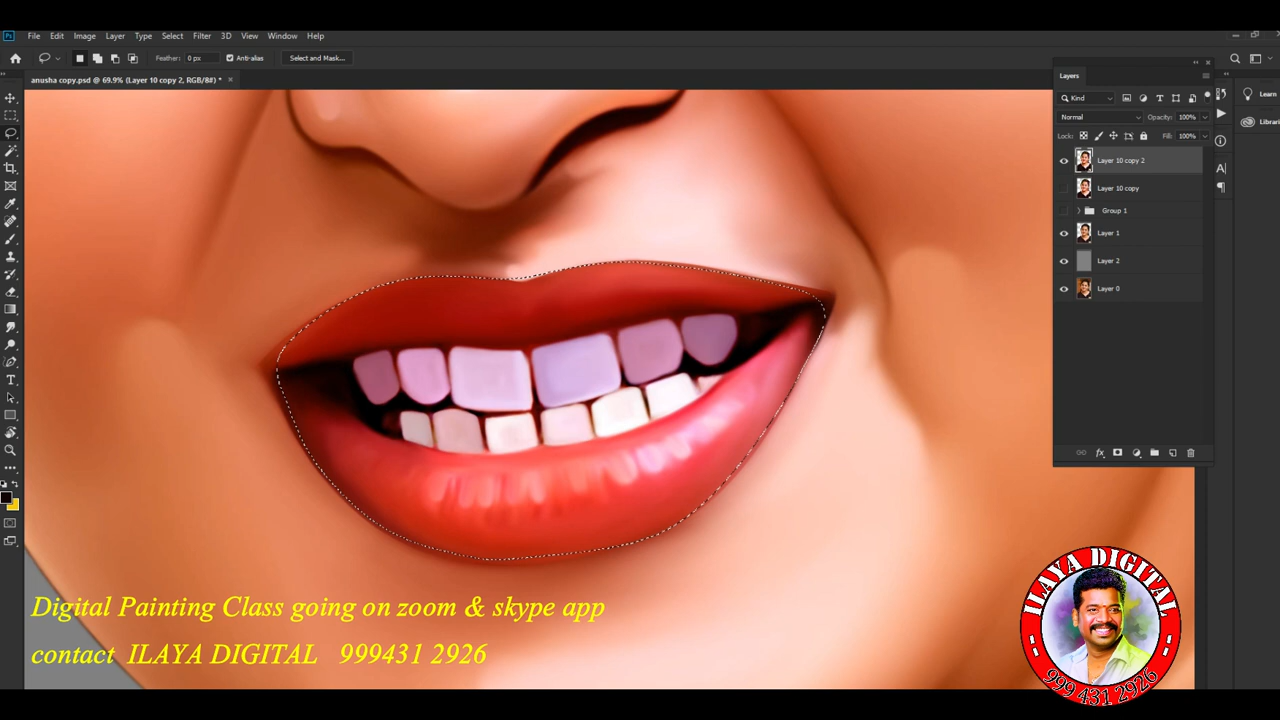 File Edit Image Layer Type Select Filter 3D View Window Help
Feather: 0 px Anti-alias Select and Mask...
anusha copy.psd @ 69.9% (Layer 10 copy 2, RGB/8#) *
Layers
Learn
Kind
Librari
Normal Opacity: 100%
Lock: Fill: 100%
Layer 10 copy 2
Layer 10 copy
Group 1
Layer 1
Layer 2
Layer 0
Digital Painting Class going on zoom & skype app
contact ILAYA DIGITAL 999431 2926
ILAYA DIGITAL
999 431 2926